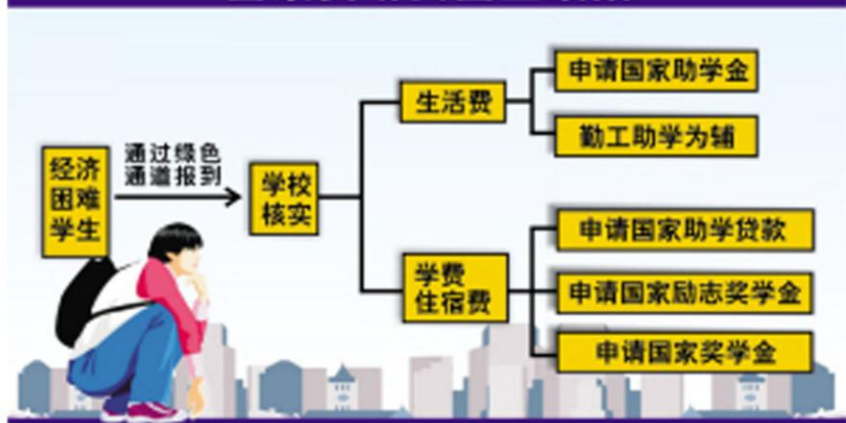 经济
困难
学生
通过绿色
通道报到
学校
核实
生活费
申请国家助学金
勤工助学为辅
学费
住宿费
申请国家助学贷款
申请国家励志奖学金
申请国家奖学金